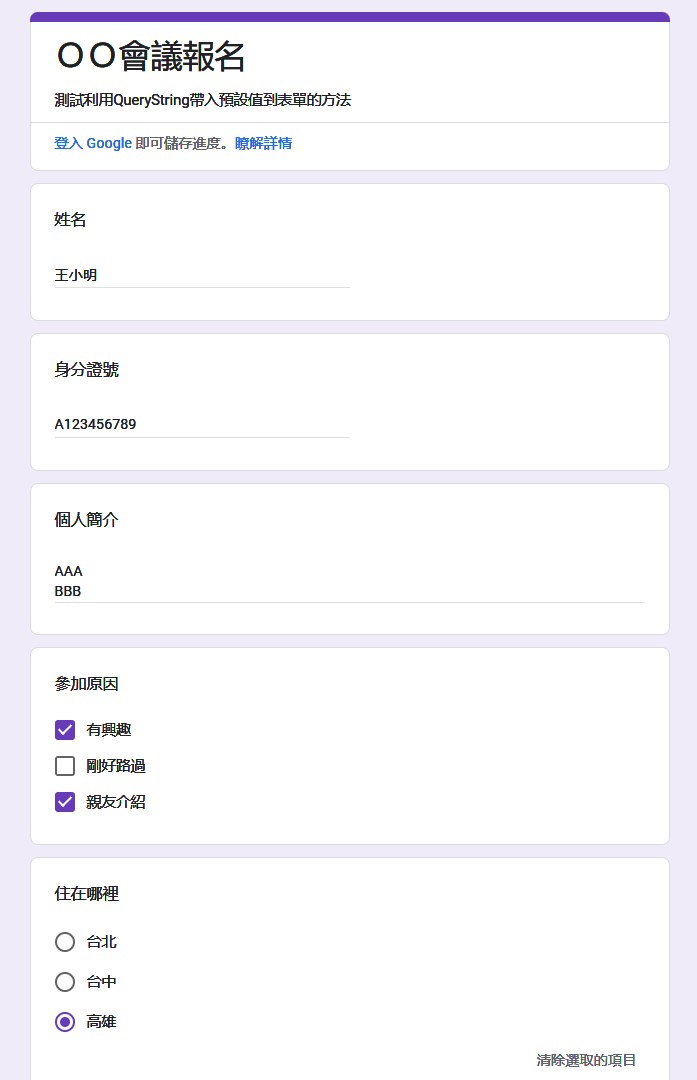 ＯＯ會議報名
測試利用QueryString帶入預設值到表單的方法
登入 Google 即可儲存進度。瞭解詳情
姓名
王小明
身分證號
A123456789
個人簡介
AAA
BBB
參加原因
有興趣
剛好路過
親友介紹
住在哪裡
台北
台中
高雄
清除選取的項目